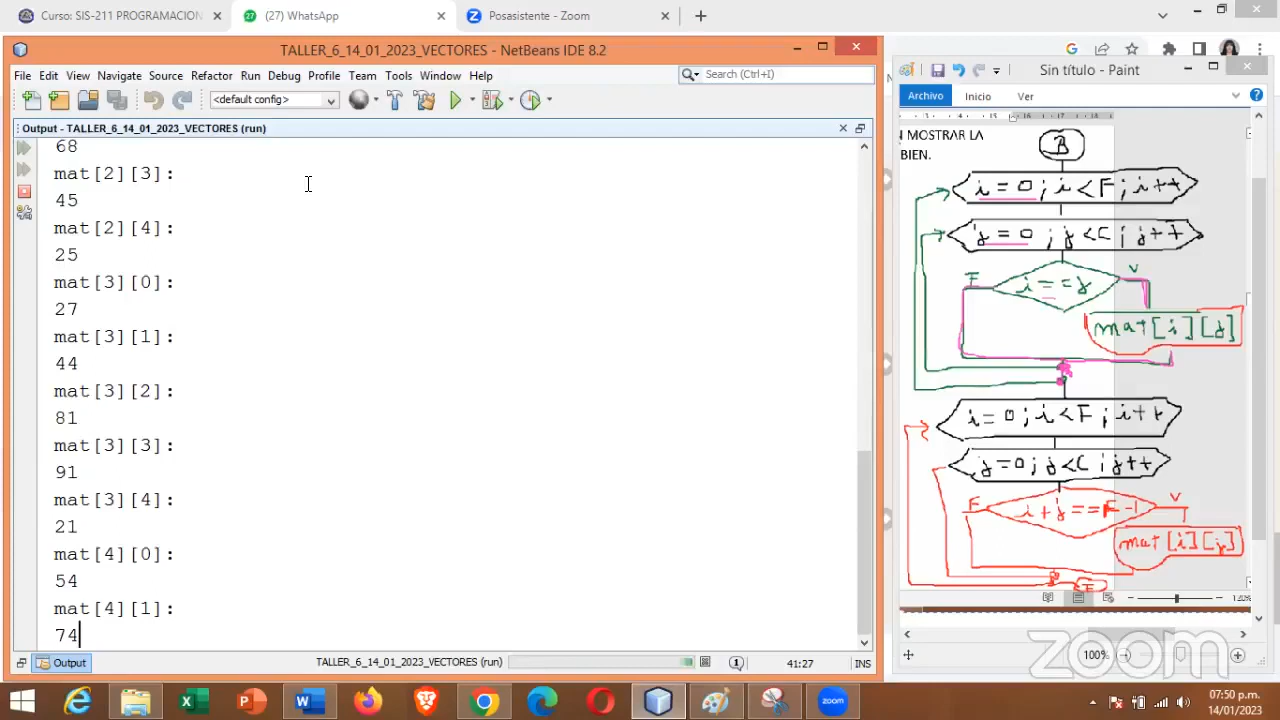 Curso: SIS-211 PROGRAMACION
(27) WhatsApp
Posasistente - Zoom
TALLER_6_14_01_2023_VECTORES - NetBeans IDE 8.2
File Edit View Navigate Source Refactor Run Debug Profile Team Tools Window Help
Search (Ctrl+I)
<default config>
Output - TALLER_6_14_01_2023_VECTORES (run)
68
mat[2][3]:
45
mat[2][4]:
25
mat[3][0]:
27
mat[3][1]:
44
mat[3][2]:
81
mat[3][3]:
91
mat[3][4]:
21
mat[4][0]:
54
mat[4][1]:
74
Output
TALLER_6_14_01_2023_VECTORES (run)
1
41:27
INS
Sin título - Paint
Archivo Inicio Ver
MOSTRAR LA
BIEN.
B
i = 0 ; i < F ; i++
j = 0 ; j < C ; j++
F
i == j
V
mat[i][j]
i = 0 ; i < F ; i++
j = 0 ; j < C ; j++
F
i + j == F - 1
V
mat[i][j]
F
120%
100%
zoom
zoom
07:50 p.m.
14/01/2023